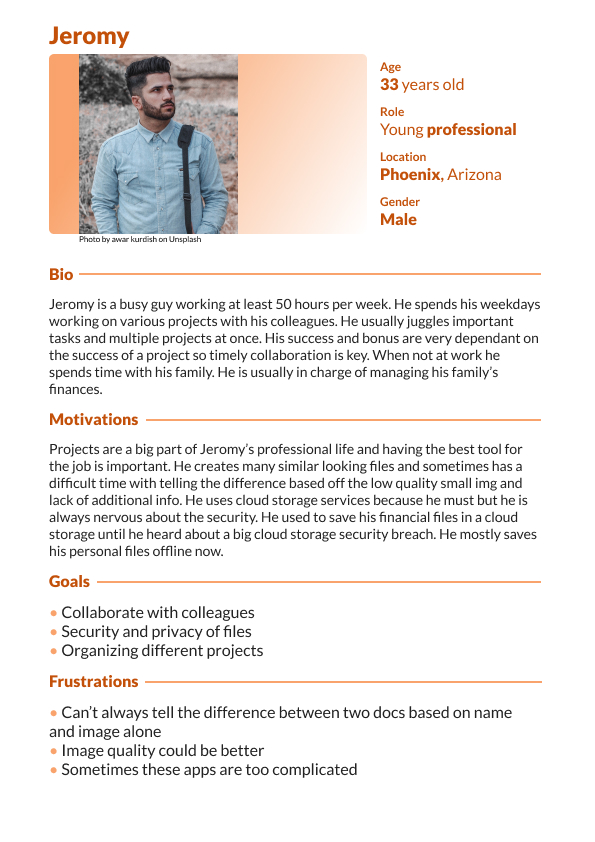 Jeromy
Age
33 years old
Role
Young professional
Location
Phoenix, Arizona
Gender
Male
Photo by awar kurdish on Unsplash
Bio
Jeromy is a busy guy working at least 50 hours per week. He spends his weekdays
working on various projects with his colleagues. He usually juggles important
tasks and multiple projects at once. His success and bonus are very dependant on
the success of a project so timely collaboration is key. When not at work he
spends time with his family. He is usually in charge of managing his family's
finances.
Motivations
Projects are a big part of Jeromy's professional life and having the best tool for
the job is important. He creates many similar looking files and sometimes has a
difficult time with telling the difference based off the low quality small img and
lack of additional info. He uses cloud storage services because he must but he is
always nervous about the security. He used to save his financial files in a cloud
storage until he heard about a big cloud storage security breach. He mostly saves
his personal files offline now.
Goals
• Collaborate with colleagues
• Security and privacy of files
• Organizing different projects
Frustrations
• Can't always tell the difference between two docs based on name
and image alone
• Image quality could be better
• Sometimes these apps are too complicated